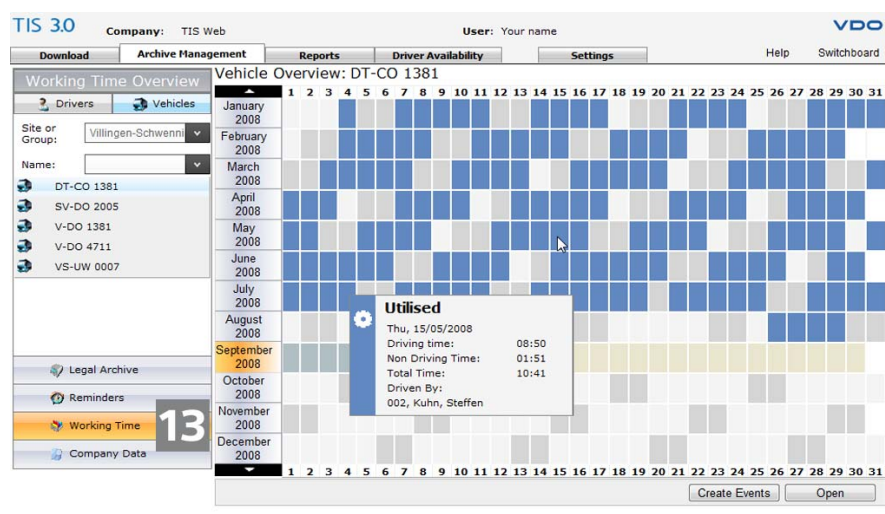 TIS 3.0 Company: TIS Web User: Your name VDO
Download Archive Management Reports Driver Availability Settings Help Switchboard
Working Time Overview
Drivers Vehicles
Site or Group: Villingen-Schwenni
Name:
DT-CO 1381
SV-DO 2005
V-DO 1381
V-DO 4711
VS-UW 0007
Legal Archive
Reminders
Working Time
13
Company Data
Vehicle Overview: DT-CO 1381
1 2 3 4 5 6 7 8 9 10 11 12 13 14 15 16 17 18 19 20 21 22 23 24 25 26 27 28 29 30 31
January
2008
February
2008
March
2008
April
2008
May
2008
June
2008
July
2008
August
2008
September
2008
October
2008
November
2008
December
2008
Utilised
Thu, 15/05/2008
Driving time: 08:50
Non Driving Time: 01:51
Total Time: 10:41
Driven By:
002, Kuhn, Steffen
1 2 3 4 5 6 7 8 9 10 11 12 13 14 15 16 17 18 19 20 21 22 23 24 25 26 27 28 29 30 31
Create Events Open